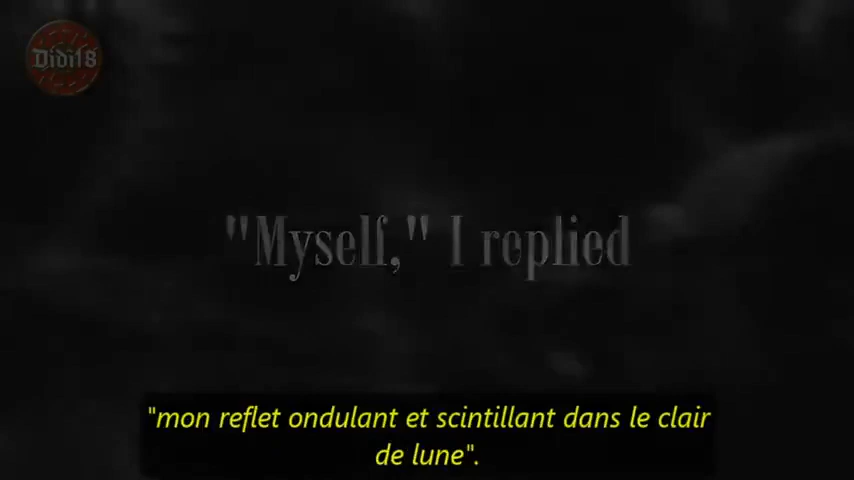 Didi18
"Myself," I replied
"mon reflet ondulant et scintillant dans le clair
de lune".